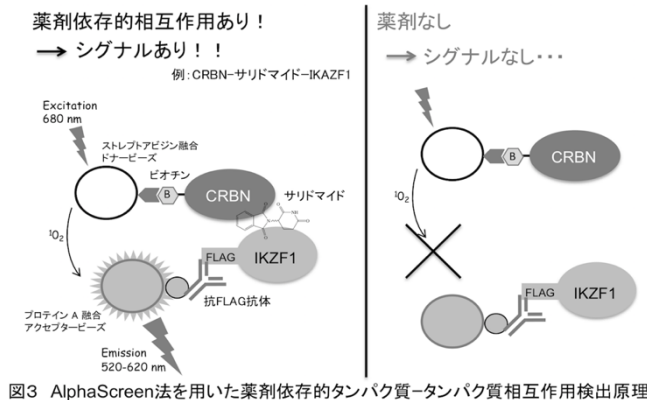 薬剤依存的相互作用あり！
→ シグナルあり！！
例：CRBN-サリドマイド-IKAZF1
Excitation
680 nm
ストレプトアビジン融合
ドナービーズ
ビオチン
B
CRBN
サリドマイド
¹O₂
FLAG
IKZF1
抗FLAG抗体
プロテイン A 融合
アクセプタービーズ
Emission
520-620 nm
薬剤なし
→ シグナルなし・・・
B
CRBN
¹O₂
FLAG
IKZF1
図3 AlphaScreen法を用いた薬剤依存的タンパク質-タンパク質相互作用検出原理